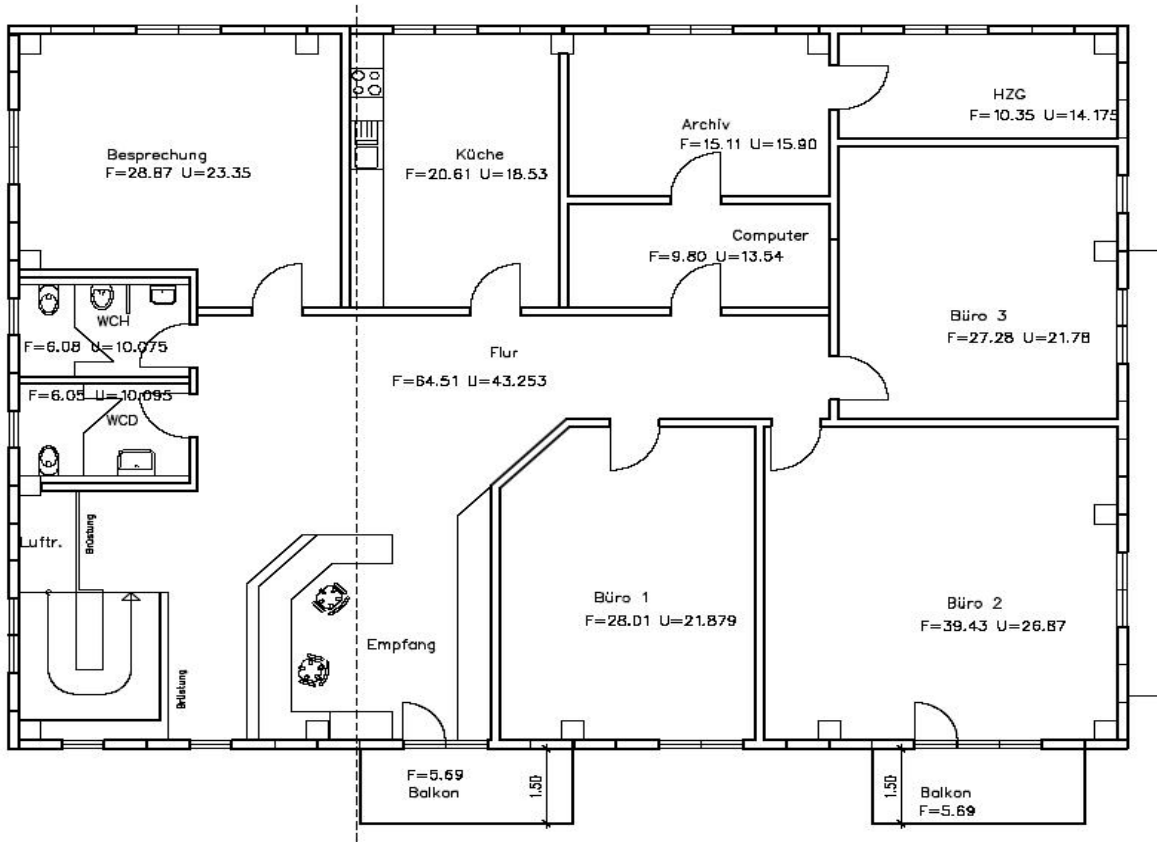 Besprechung
F=28.87 U=23.35
Küche
F=20.61 U=18.53
Archiv
F=15.11 U=15.90
HZG
F=10.35 U=14.175
Computer
F=9.80 U=13.54
WCH
F=6.08 U=10.075
F=6.05 U=10.095
WCD
Flur
F=64.51 U=43.253
Büro 3
F=27.28 U=21.78
Luftr.
Brüstung
Brüstung
Empfang
Büro 1
F=28.01 U=21.879
Büro 2
F=39.43 U=26.87
F=5.69
Balkon
1.50
1.50
Balkon
F=5.69